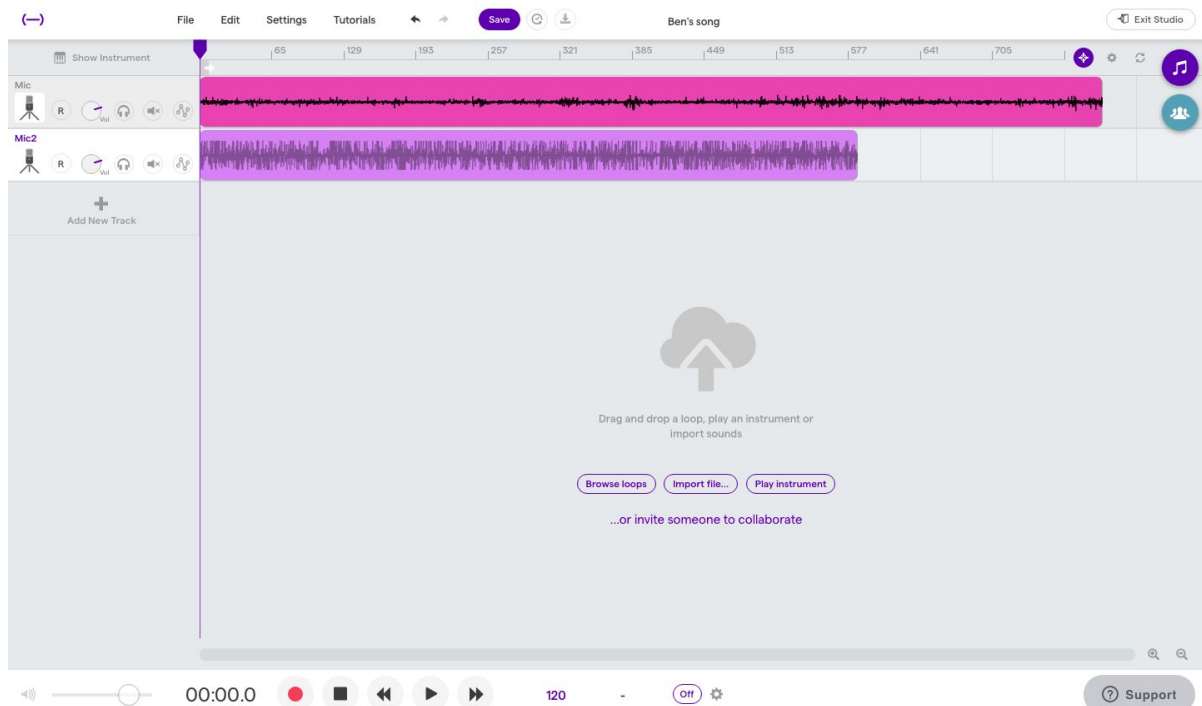 File Edit Settings Tutorials Save Ben's song Exit Studio
Show Instrument 65 129 193 257 321 385 449 513 577 641 705
Mic
R Vol
Mic2
R Vol
Add New Track
Drag and drop a loop, play an instrument or
import sounds
Browse loops Import file... Play instrument
...or invite someone to collaborate
00:00.0 120 - Off Support